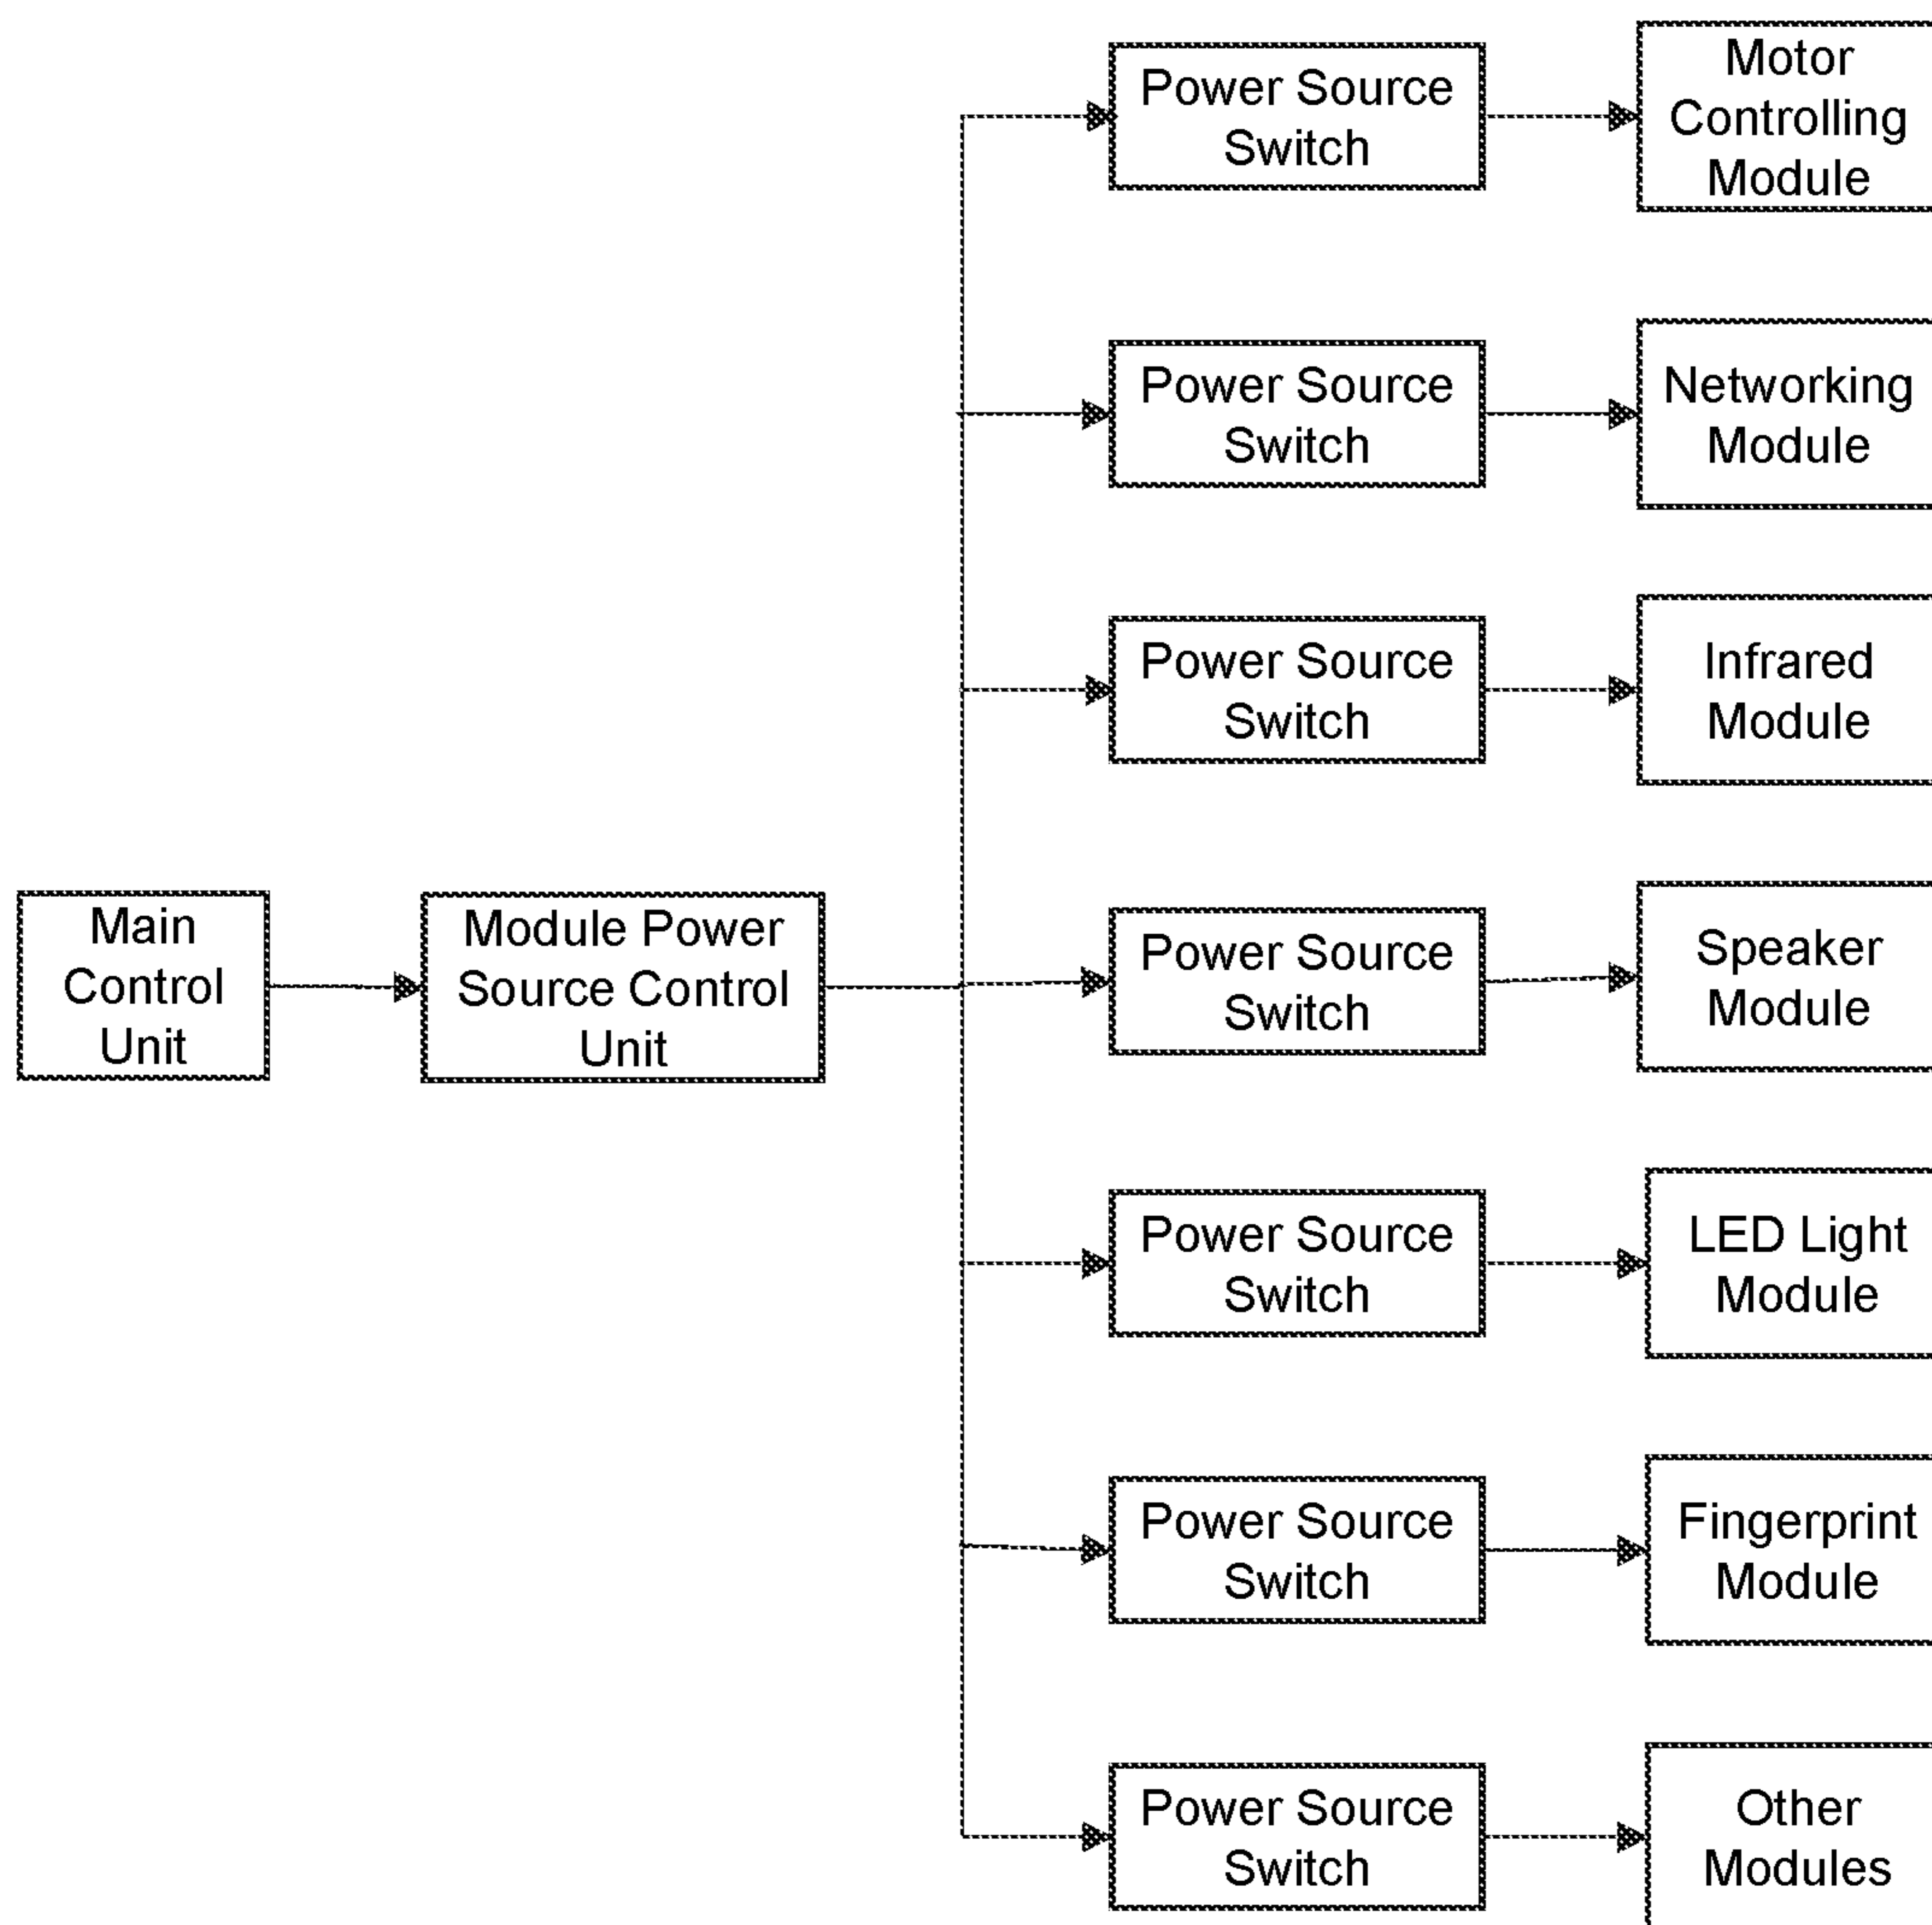 Power Source
Switch
Motor
Controlling
Module
Power Source
Switch
Networking
Module
Power Source
Switch
Infrared
Module
Main
Control
Unit
Module Power
Source Control
Unit
Power Source
Switch
Speaker
Module
Power Source
Switch
LED Light
Module
Power Source
Switch
Fingerprint
Module
Power Source
Switch
Other
Modules